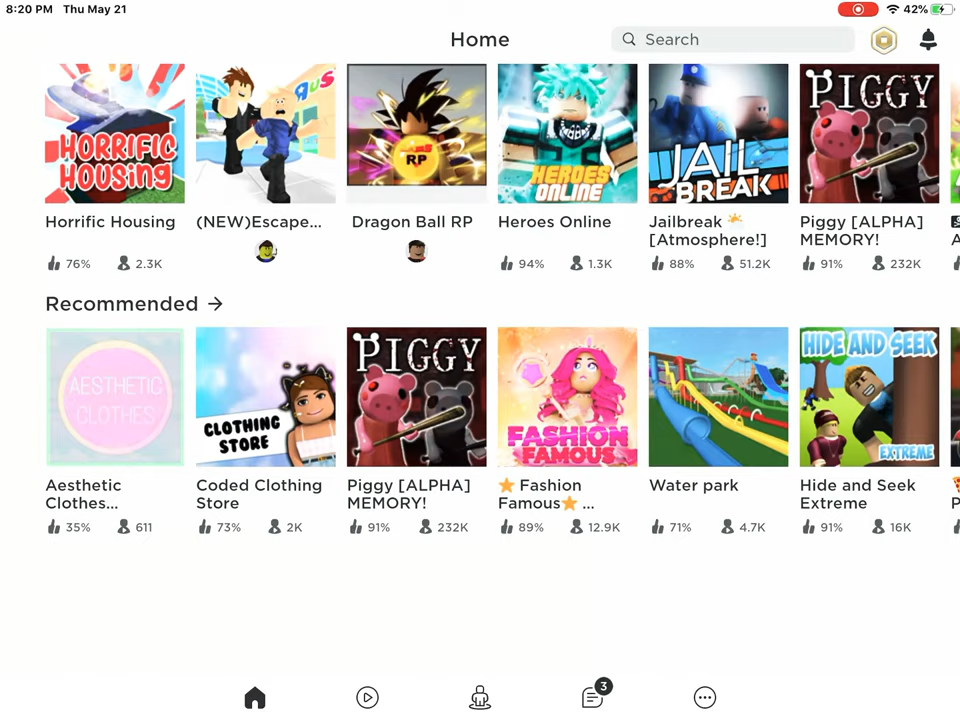 8:20 PM Thu May 21
42%
Home
Search
HORRIFIC
HOUSING
R US
RP
HEROES
ONLINE
JAIL
BREAK
PIGGY
Horrific Housing
(NEW)Escape...
Dragon Ball RP
Heroes Online
Jailbreak 🌤️
[Atmosphere!]
Piggy [ALPHA]
MEMORY!
76% 2.3K
94% 1.3K
88% 51.2K
91% 232K
Recommended →
AESTHETIC
CLOTHES
CLOTHING
STORE
PIGGY
FASHION
FAMOUS
HIDE AND SEEK
EXTREME
Aesthetic
Clothes...
Coded Clothing
Store
Piggy [ALPHA]
MEMORY!
⭐ Fashion
Famous⭐ ...
Water park
Hide and Seek
Extreme
35% 611
73% 2K
91% 232K
89% 12.9K
71% 4.7K
91% 16K
3